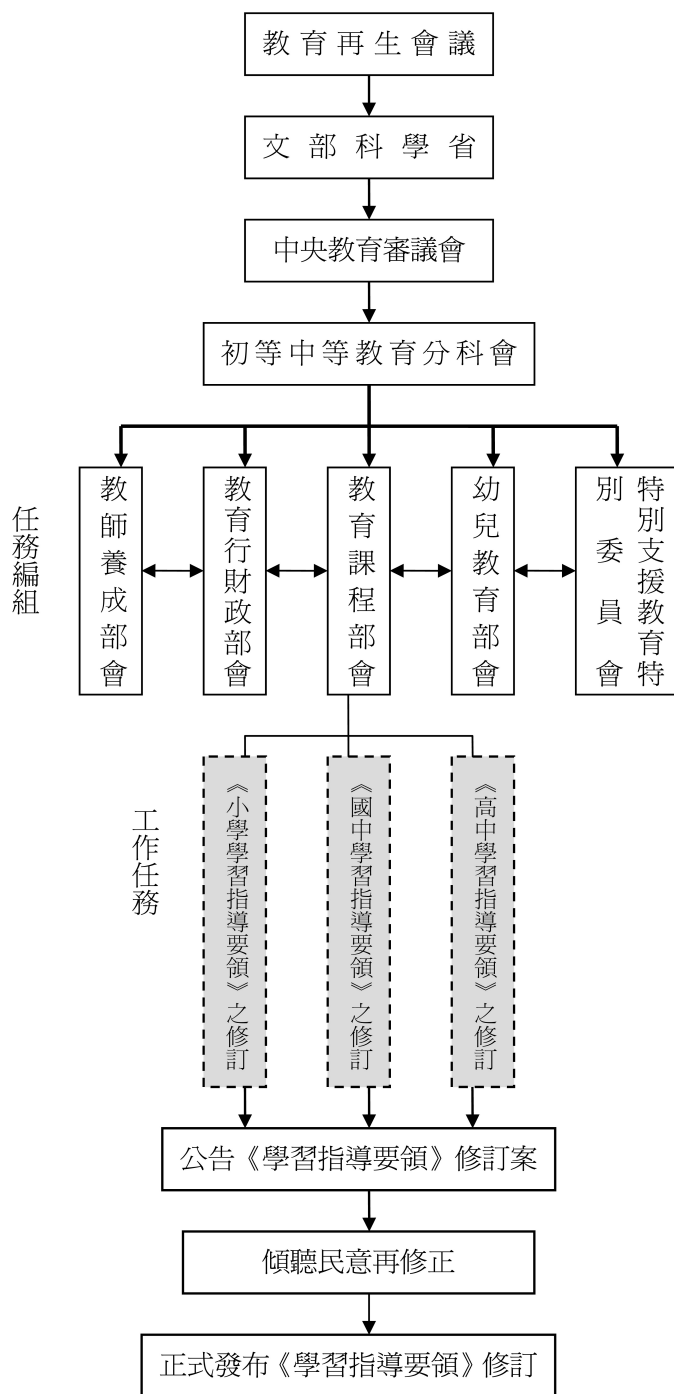 教育再生會議
文部科學省
中央教育審議會
初等中等教育分科會
任務編組
教師養成部會
教育行財政部會
教育課程部會
幼兒教育部會
特別支援教育特
別委員會
工作任務
《小學學習指導要領》之修訂
《國中學習指導要領》之修訂
《高中學習指導要領》之修訂
公告《學習指導要領》修訂案
傾聽民意再修正
正式發布《學習指導要領》修訂